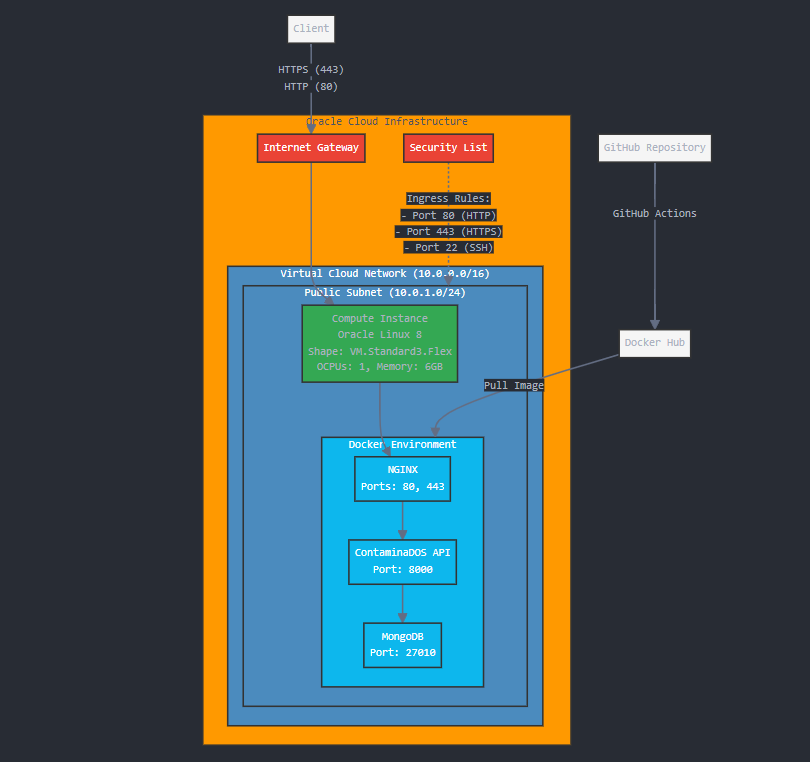 Client
HTTPS (443)
HTTP (80)
Oracle Cloud Infrastructure
Internet Gateway
Security List
GitHub Repository
Ingress Rules:
- Port 80 (HTTP)
- Port 443 (HTTPS)
- Port 22 (SSH)
GitHub Actions
Virtual Cloud Network (10.0.0.0/16)
Public Subnet (10.0.1.0/24)
Compute Instance
Oracle Linux 8
Shape: VM.Standard3.Flex
OCPUs: 1, Memory: 6GB
Docker Hub
Pull Image
Docker Environment
NGINX
Ports: 80, 443
ContaminaDOS API
Port: 8000
MongoDB
Port: 27010